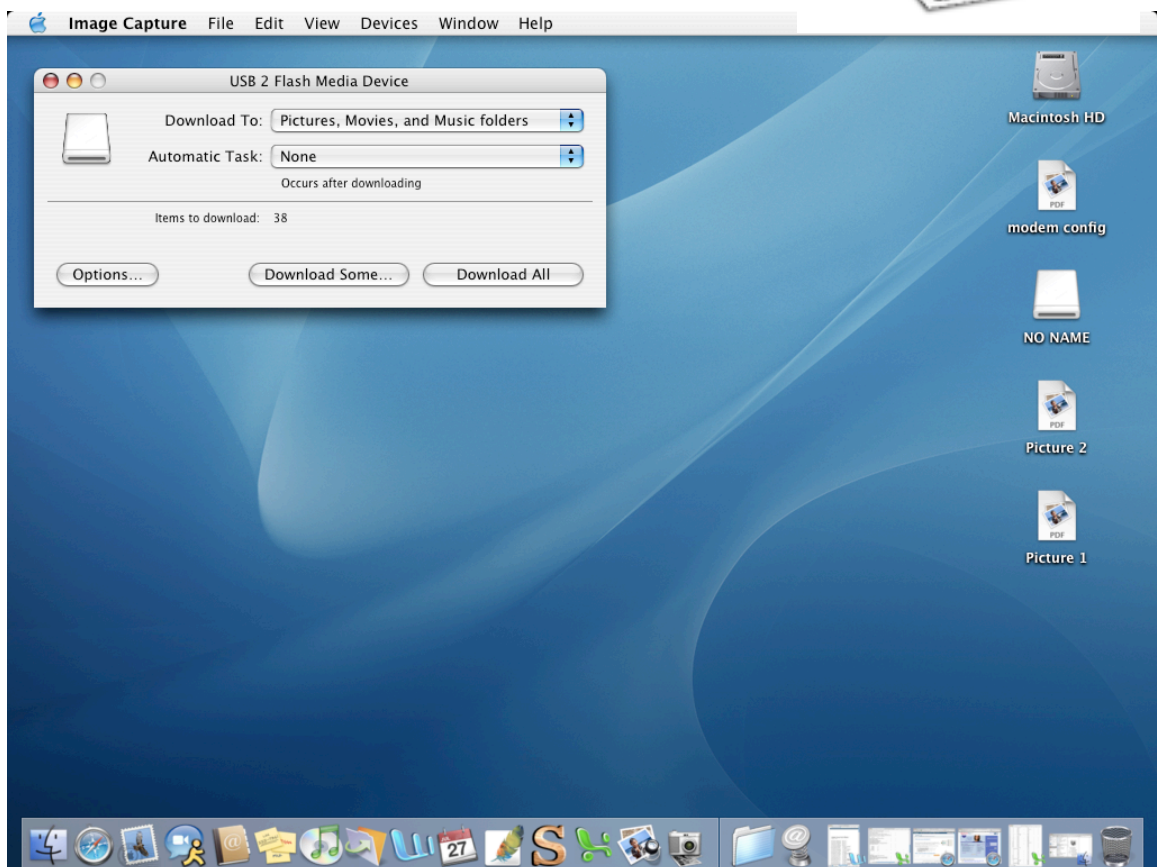 Image Capture File Edit View Devices Window Help
USB 2 Flash Media Device
Download To: Pictures, Movies, and Music folders
Automatic Task: None
Occurs after downloading
Items to download: 38
Options... Download Some... Download All
Macintosh HD
PDF
modem config
NO NAME
PDF
Picture 2
PDF
Picture 1
27